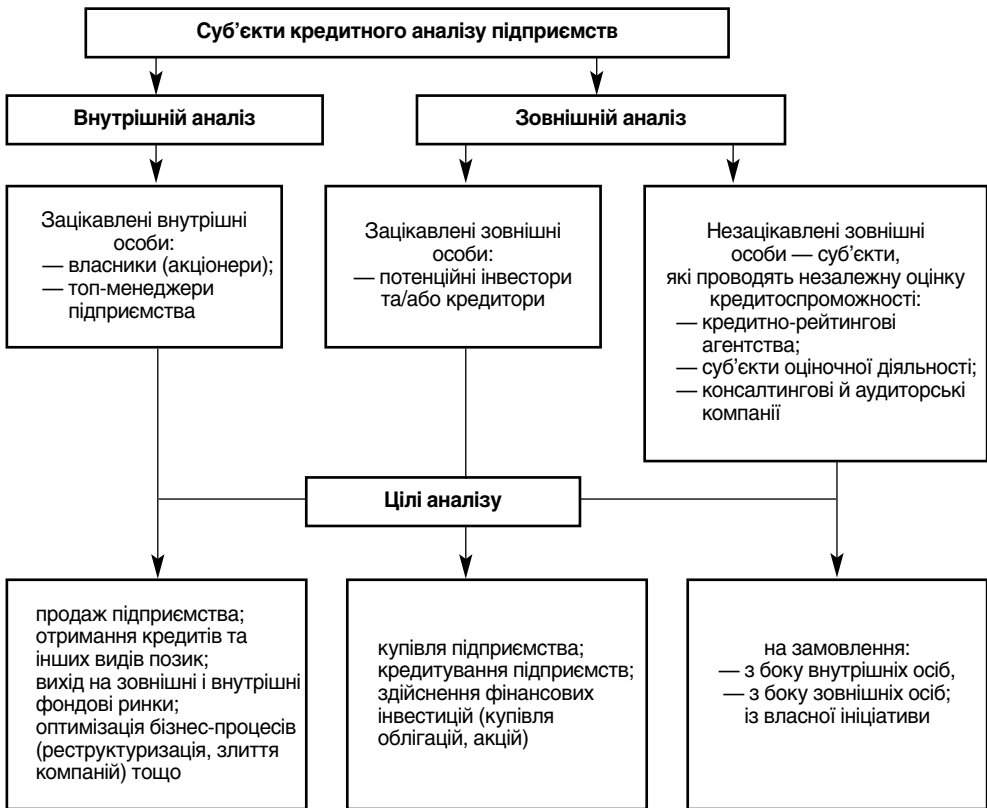 Суб’єкти кредитного аналізу підприємств
Внутрішній аналіз
Зовнішній аналіз
Зацікавлені внутрішні
особи:
— власники (акціонери);
— топ-менеджери
підприємства
Зацікавлені зовнішні
особи:
— потенційні інвестори
та/або кредитори
Незацікавлені зовнішні
особи — суб’єкти,
які проводять незалежну оцінку
кредитоспроможності:
— кредитно-рейтингові
агентства;
— суб’єкти оціночної діяльності;
— консалтингові й аудиторські
компанії
Цілі аналізу
продаж підприємства;
отримання кредитів та
інших видів позик;
вихід на зовнішні і внутрішні
фондові ринки;
оптимізація бізнес-процесів
(реструктуризація, злиття
компаній) тощо
купівля підприємства;
кредитування підприємств;
здійснення фінансових
інвестицій (купівля
облігацій, акцій)
на замовлення:
— з боку внутрішніх осіб,
— з боку зовнішніх осіб;
із власної ініціативи